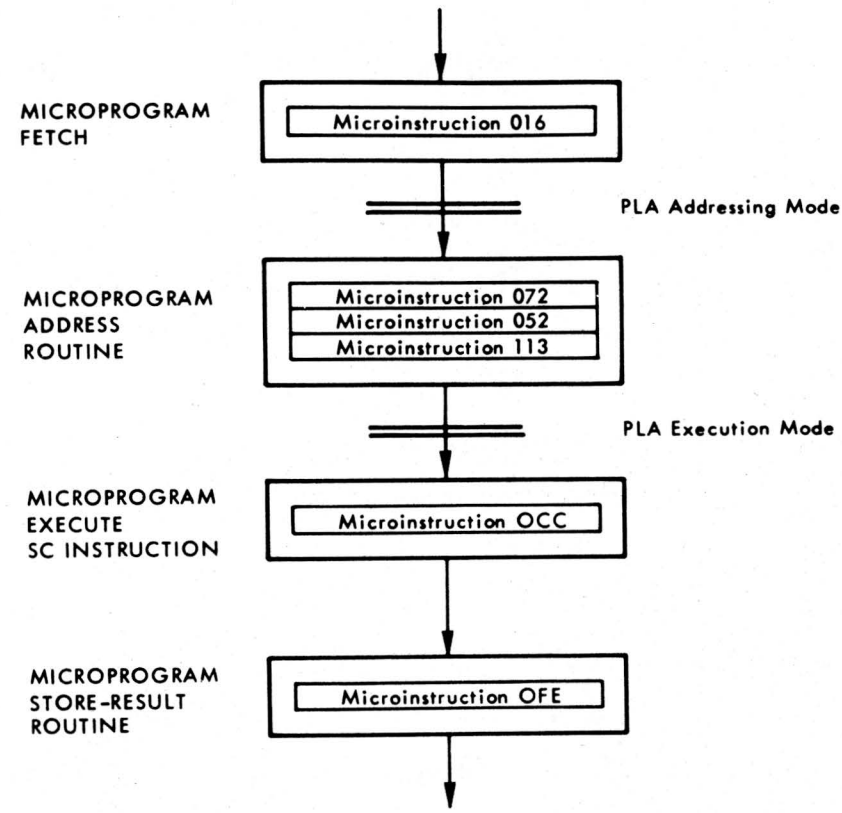 MICROPROGRAM
FETCH
Microinstruction 016
PLA Addressing Mode
MICROPROGRAM
ADDRESS
ROUTINE
Microinstruction 072
Microinstruction 052
Microinstruction 113
PLA Execution Mode
MICROPROGRAM
EXECUTE
SC INSTRUCTION
Microinstruction OCC
MICROPROGRAM
STORE-RESULT
ROUTINE
Microinstruction OFE